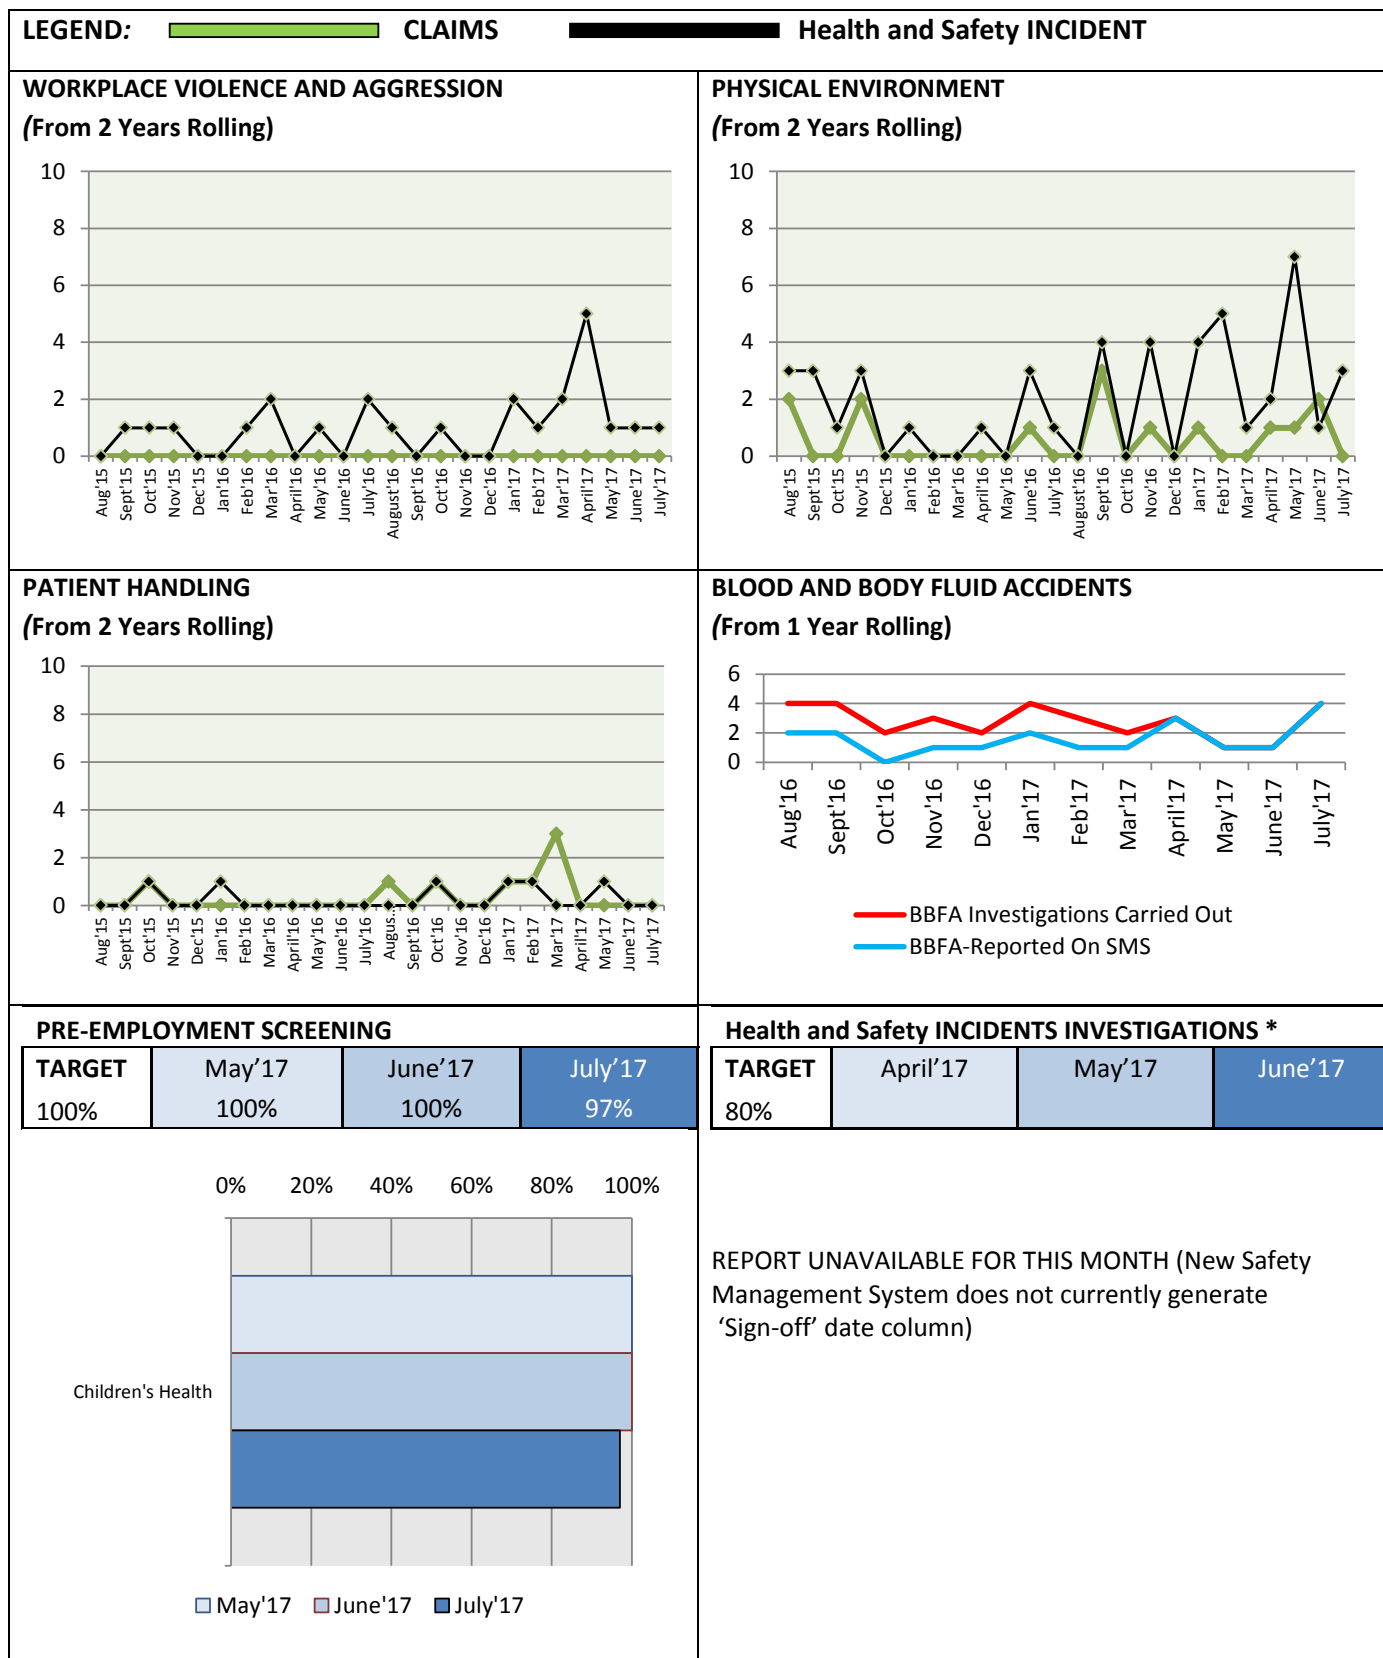 LEGEND: CLAIMS Health and Safety INCIDENT
WORKPLACE VIOLENCE AND AGGRESSION
(From 2 Years Rolling)
10
8
6
4
2
0
Aug'15 Sept'15 Oct'15 Nov'15 Dec'15 Jan'16 Feb'16 Mar'16 April'16 May'16 June'16 July'16 August'16 Sept'16 Oct'16 Nov'16 Dec'16 Jan'17 Feb'17 Mar'17 April'17 May'17 June'17 July'17
PHYSICAL ENVIRONMENT
(From 2 Years Rolling)
10
8
6
4
2
0
Aug'15 Sept'15 Oct'15 Nov'15 Dec'15 Jan'16 Feb'16 Mar'16 April'16 May'16 June'16 July'16 August'16 Sept'16 Oct'16 Nov'16 Dec'16 Jan'17 Feb'17 Mar'17 April'17 May'17 June'17 July'17
PATIENT HANDLING
(From 2 Years Rolling)
10
8
6
4
2
0
Aug'15 Sept'15 Oct'15 Nov'15 Dec'15 Jan'16 Feb'16 Mar'16 April'16 May'16 June'16 July'16 Augus... Sept'16 Oct'16 Nov'16 Dec'16 Jan'17 Feb'17 Mar'17 April'17 May'17 June'17 July'17
BLOOD AND BODY FLUID ACCIDENTS
(From 1 Year Rolling)
6
4
2
0
Aug'16 Sept'16 Oct'16 Nov'16 Dec'16 Jan'17 Feb'17 Mar'17 April'17 May'17 June'17 July'17
BBFA Investigations Carried Out
BBFA-Reported On SMS
PRE-EMPLOYMENT SCREENING
TARGET May'17 June'17 July'17
100% 100% 100% 97%
0% 20% 40% 60% 80% 100%
Children's Health
May'17 June'17 July'17
Health and Safety INCIDENTS INVESTIGATIONS *
TARGET April'17 May'17 June'17
80%
REPORT UNAVAILABLE FOR THIS MONTH (New Safety
Management System does not currently generate
‘Sign-off’ date column)